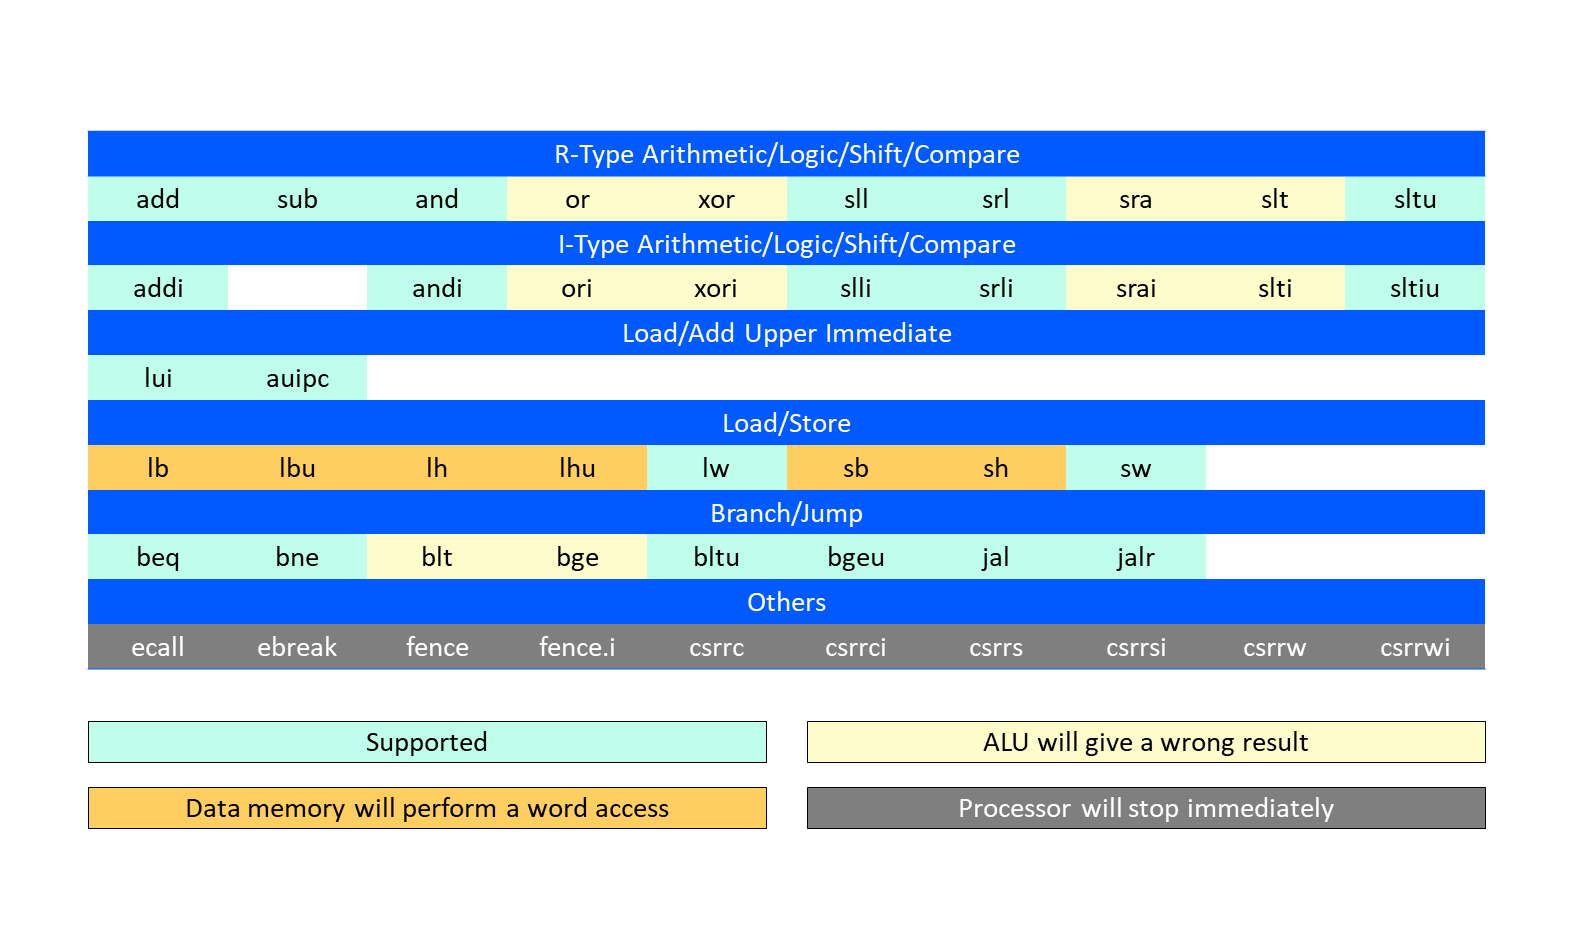 R-Type Arithmetic/Logic/Shift/Compare
add sub and or xor sll srl sra slt sltu
I-Type Arithmetic/Logic/Shift/Compare
addi andi ori xori slli srli srai slti sltiu
Load/Add Upper Immediate
lui auipc
Load/Store
lb lbu lh lhu lw sb sh sw
Branch/Jump
beq bne blt bge bltu bgeu jal jalr
Others
ecall ebreak fence fence.i csrrc csrrci csrrs csrrsi csrrw csrrwi
Supported
ALU will give a wrong result
Data memory will perform a word access
Processor will stop immediately